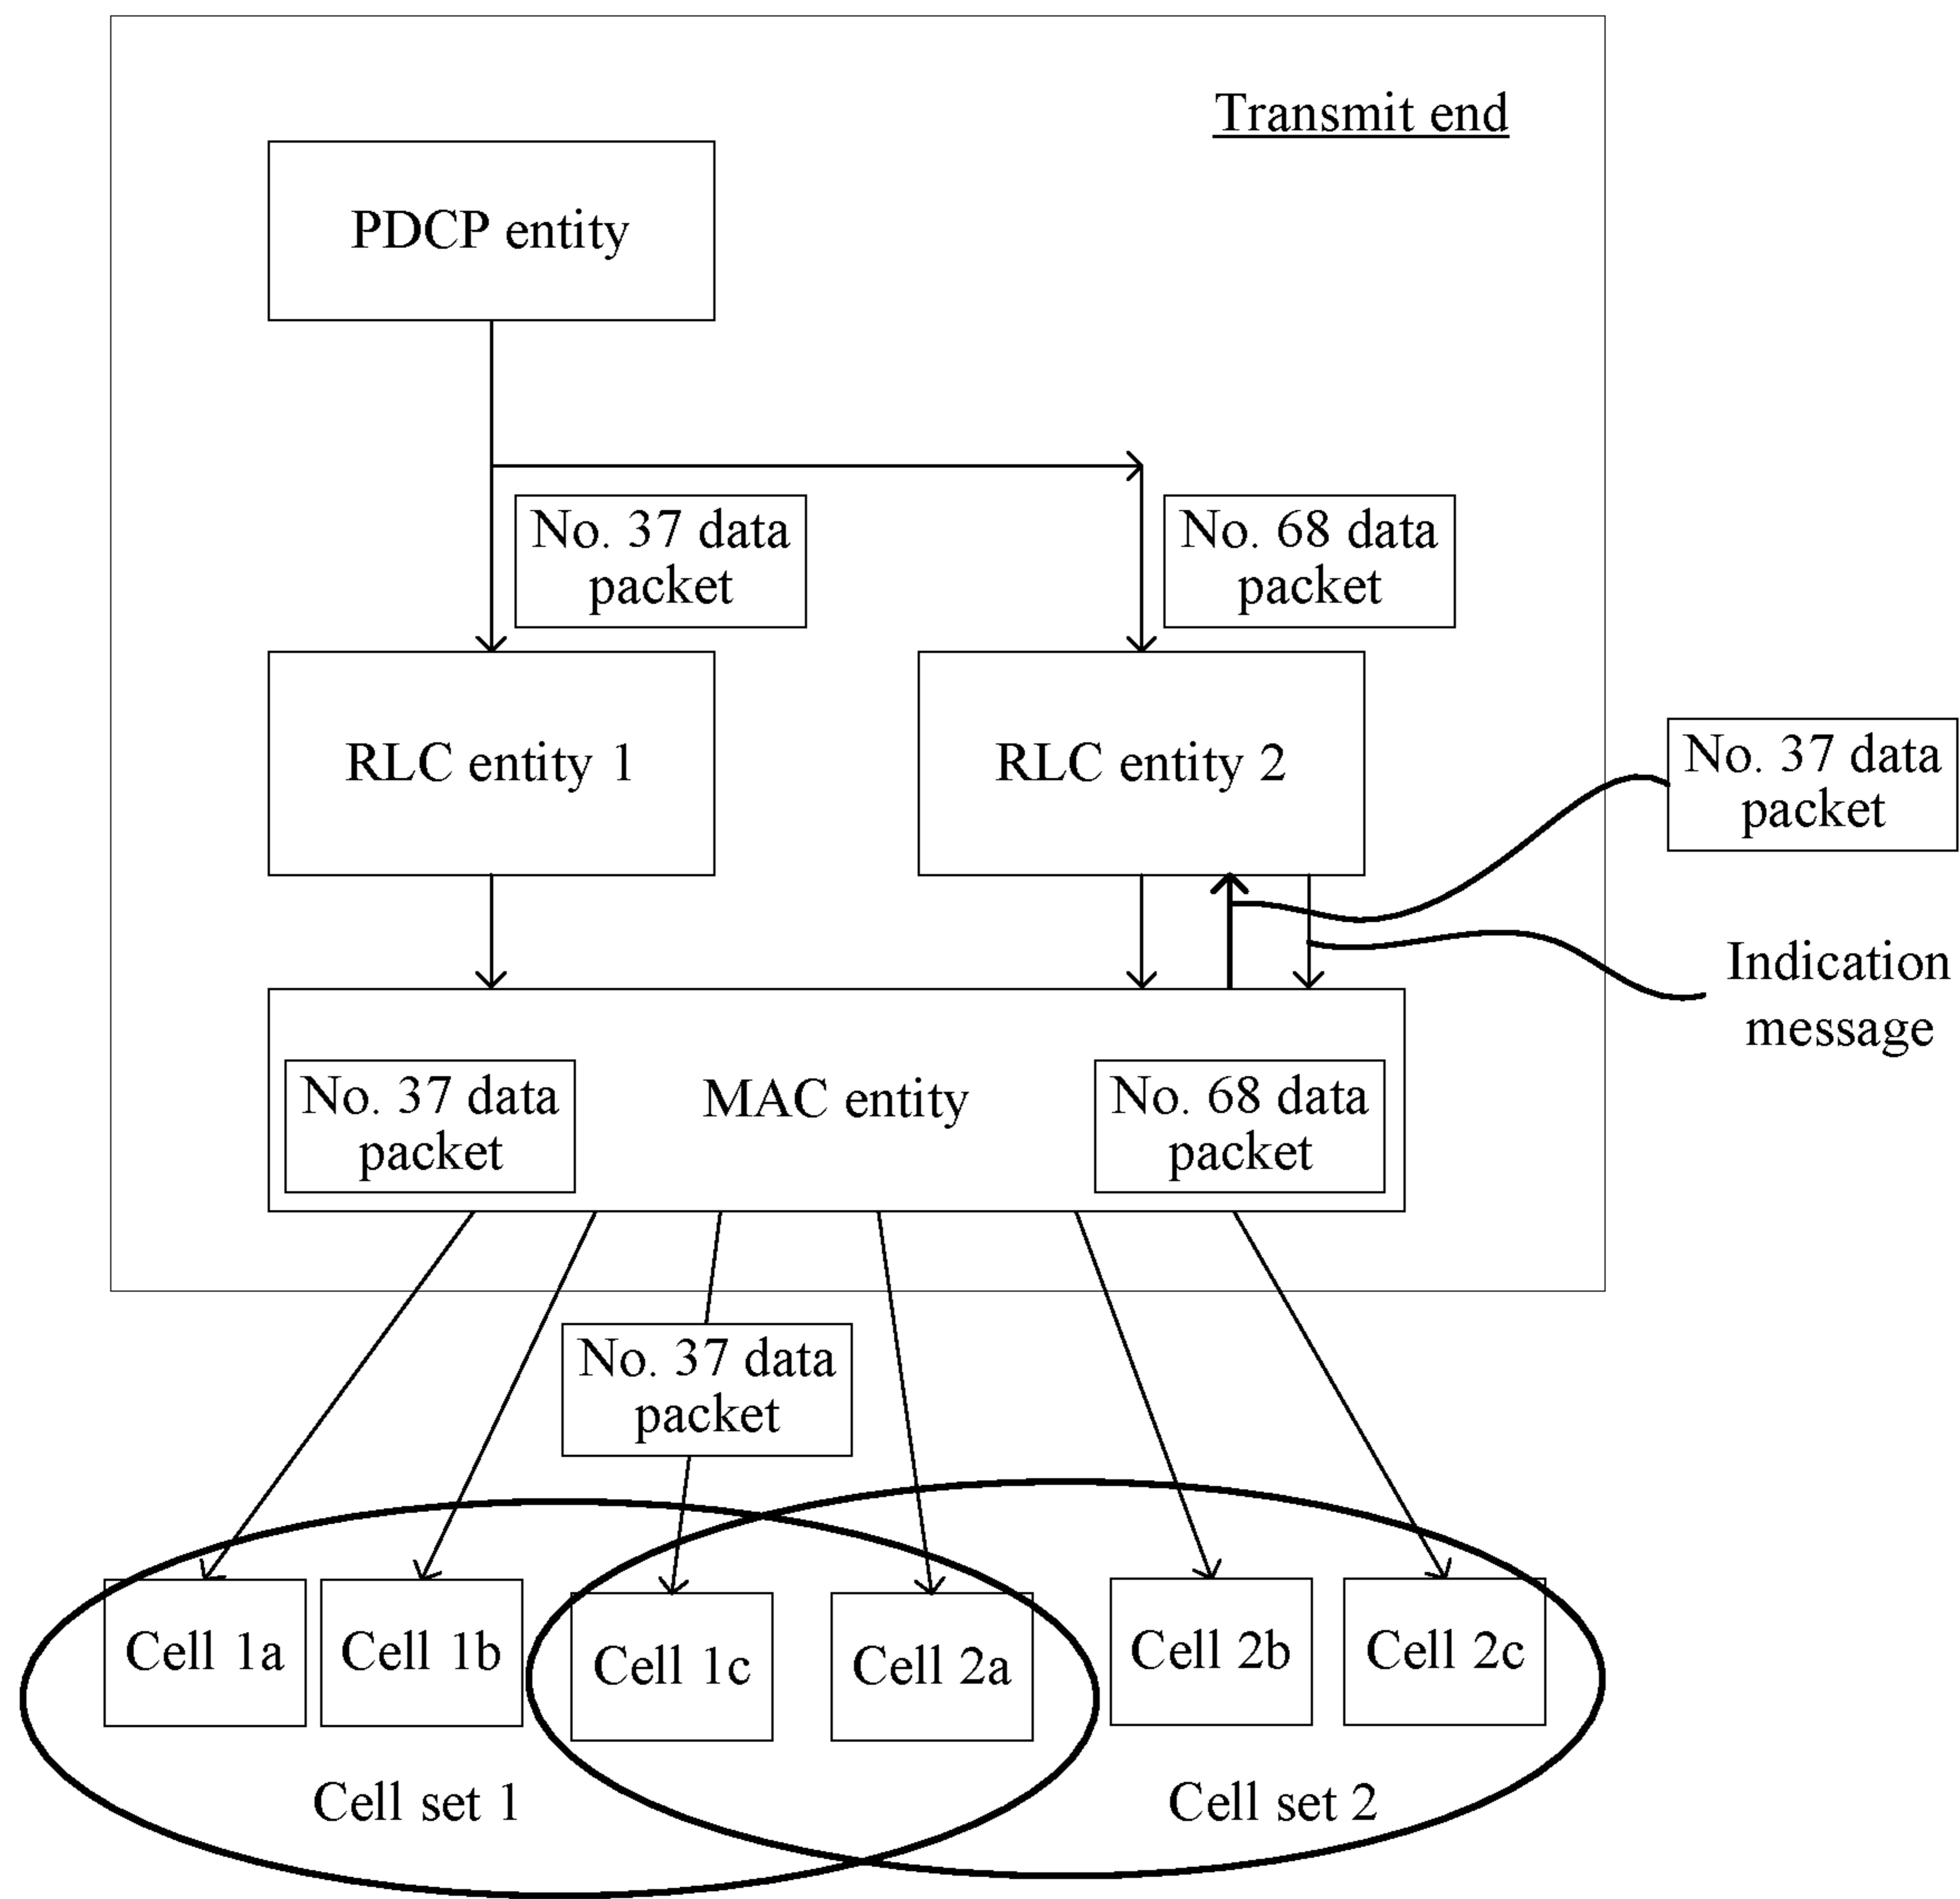 Transmit end
PDCP entity
No. 37 data
packet
No. 68 data
packet
RLC entity 1
RLC entity 2
No. 37 data
packet
Indication
message
No. 37 data
packet
MAC entity
No. 68 data
packet
No. 37 data
packet
Cell 1a
Cell 1b
Cell 1c
Cell 2a
Cell 2b
Cell 2c
Cell set 1
Cell set 2